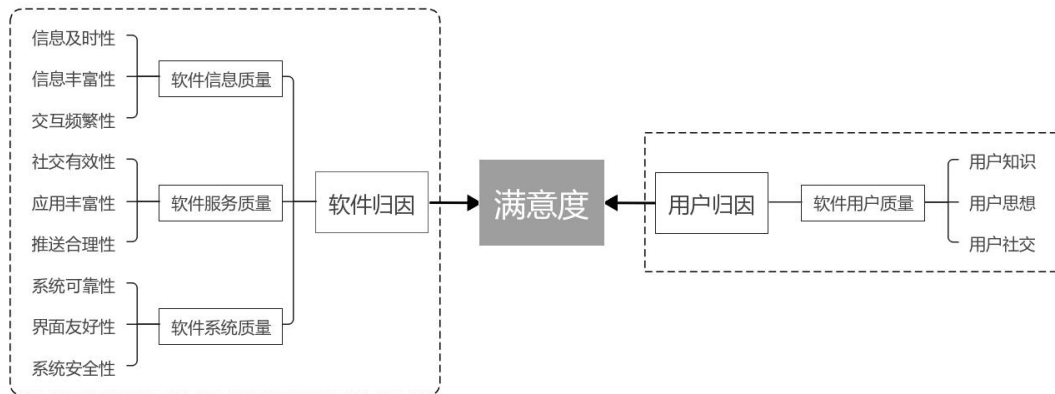 信息及时性
信息丰富性
交互频繁性
软件信息质量
社交有效性
应用丰富性
推送合理性
软件服务质量
系统可靠性
界面友好性
系统安全性
软件系统质量
软件归因
满意度
用户归因
软件用户质量
用户知识
用户思想
用户社交